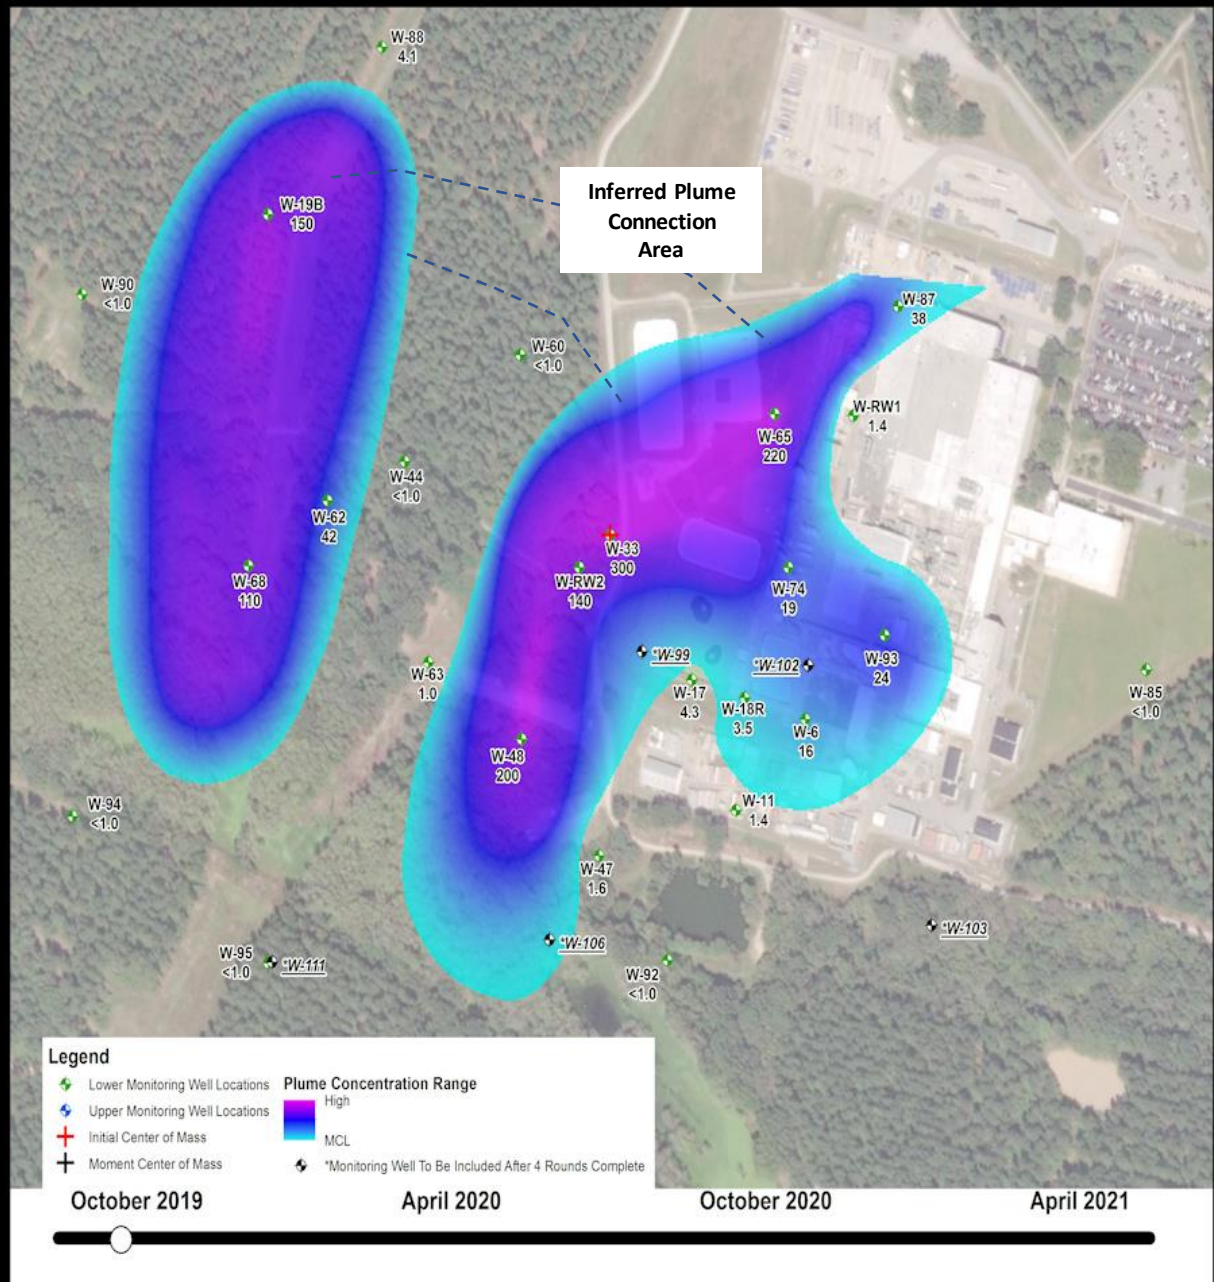 W-88
4.1
Inferred Plume
Connection
Area
W-19B
150
W-90
<1.0
W-87
38
W-60
<1.0
W-RW1
1.4
W-65
220
W-44
<1.0
W-62
42
W-33
300
W-68
110
W-RW2
140
W-74
19
*W-99
*W-102
W-93
24
W-63
1.0
W-17
4.3
W-18R
3.5
W-6
16
W-85
<1.0
W-48
200
W-94
<1.0
W-11
1.4
W-47
1.6
*W-106
*W-103
W-95
<1.0
*W-111
W-92
<1.0
Legend
Lower Monitoring Well Locations
Upper Monitoring Well Locations
Initial Center of Mass
Moment Center of Mass
Plume Concentration Range
High
MCL
*Monitoring Well To Be Included After 4 Rounds Complete
October 2019 April 2020 October 2020 April 2021